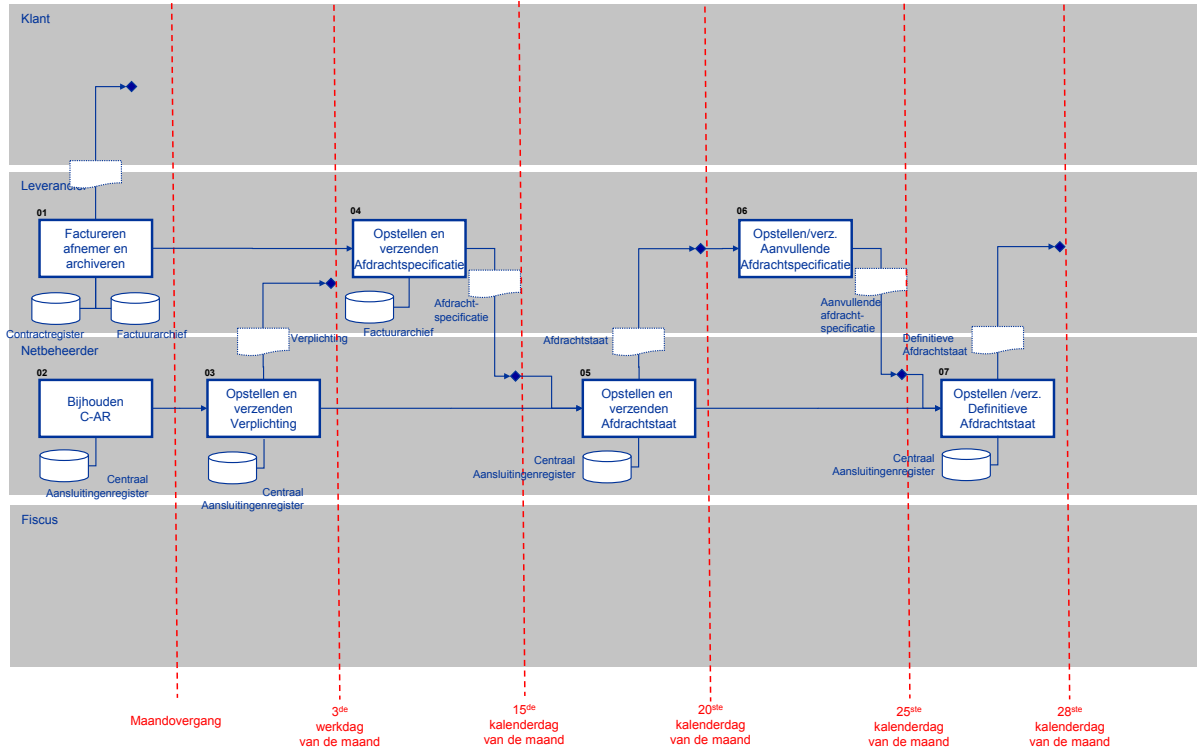 Klant
Leverancier
01
Factureren
afnemer en
archiveren
Contractregister
Factuurarchief
04
Opstellen en
verzenden
Afdrachtspecificatie
Factuurarchief
Afdracht-
specificatie
06
Opstellen/verz.
Aanvullende
Afdrachtspecificatie
Aanvullende
afdracht-
specificatie
Netbeheerder
Verplichting
Afdrachtstaat
Definitieve
Afdrachtstaat
02
Bijhouden
C-AR
Centraal
Aansluitingenregister
03
Opstellen en
verzenden
Verplichting
Centraal
Aansluitingenregister
05
Opstellen en
verzenden
Afdrachtstaat
Centraal
Aansluitingenregister
07
Opstellen /verz.
Definitieve
Afdrachtstaat
Centraal
Aansluitingenregister
Fiscus
Maandovergang
3de
werkdag
van de maand
15de
kalenderdag
van de maand
20ste
kalenderdag
van de maand
25ste
kalenderdag
van de maand
28ste
kalenderdag
van de maand